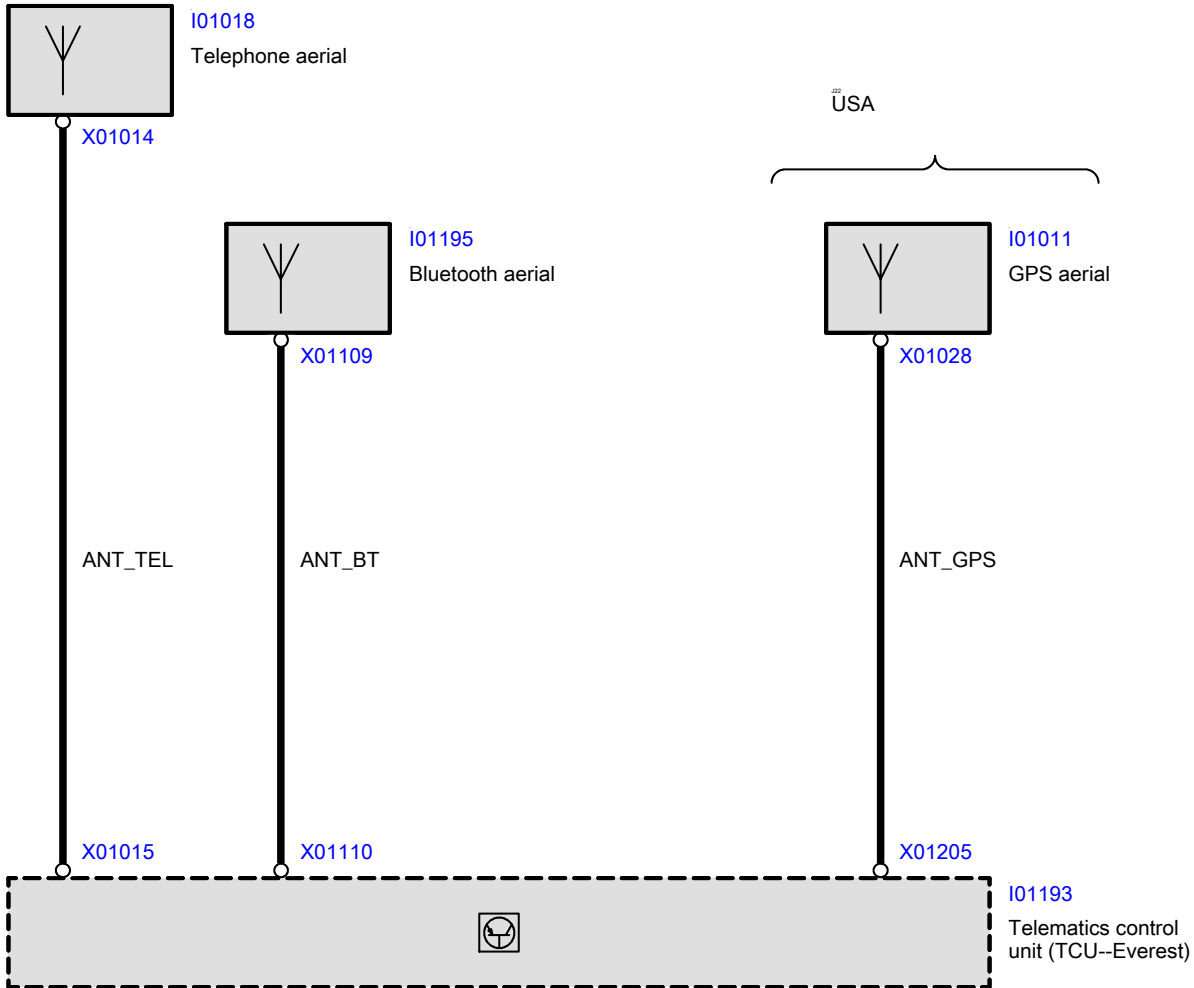 I01018
Telephone aerial
J22
USA
X01014
I01195
Bluetooth aerial
I01011
GPS aerial
X01109
X01028
ANT_TEL
ANT_BT
ANT_GPS
X01015
X01110
X01205
I01193
Telematics control
unit (TCU--Everest)